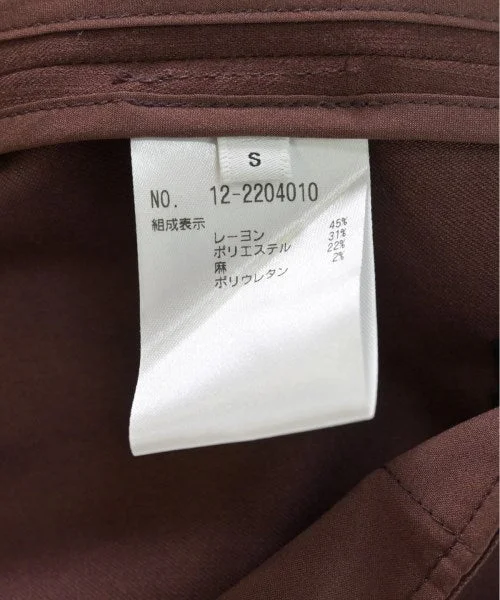 S
NO. 12-2204010
組成表示
レーヨン 45%
ポリエステル 31%
麻 22%
ポリウレタン 2%